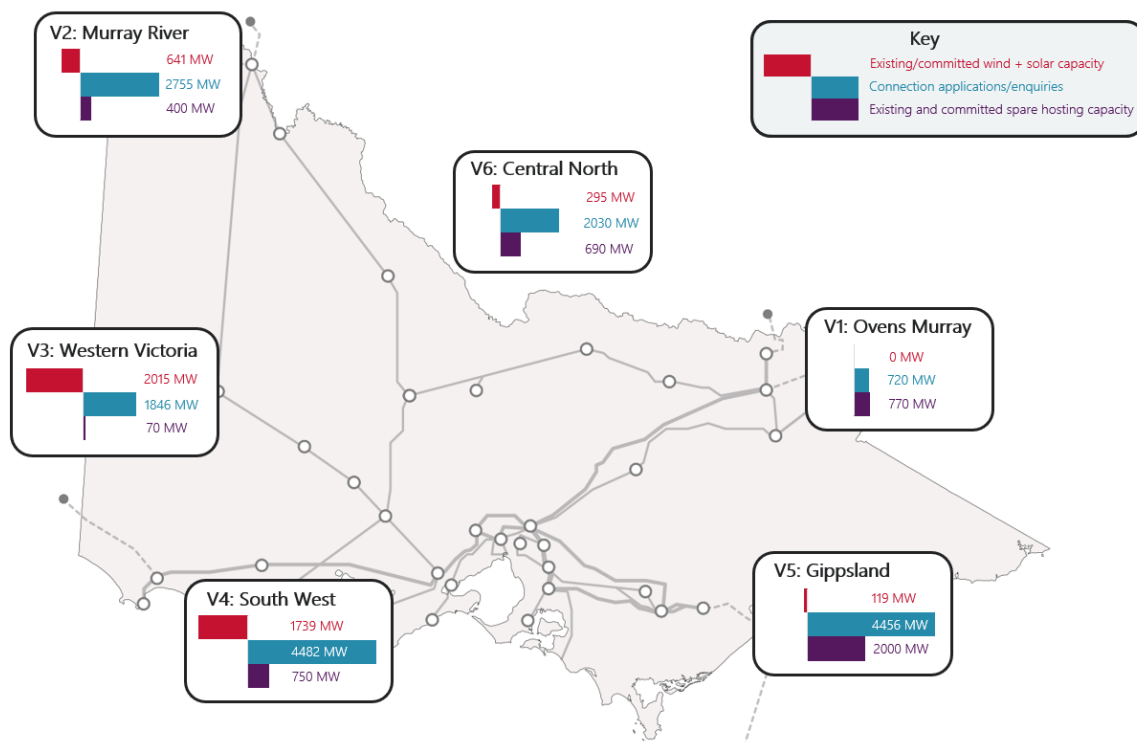 V2: Murray River
641 MW
2755 MW
400 MW
Key
Existing/committed wind + solar capacity
Connection applications/enquiries
Existing and committed spare hosting capacity
V6: Central North
295 MW
2030 MW
690 MW
V3: Western Victoria
2015 MW
1846 MW
70 MW
V1: Ovens Murray
0 MW
720 MW
770 MW
V4: South West
1739 MW
4482 MW
750 MW
V5: Gippsland
119 MW
4456 MW
2000 MW